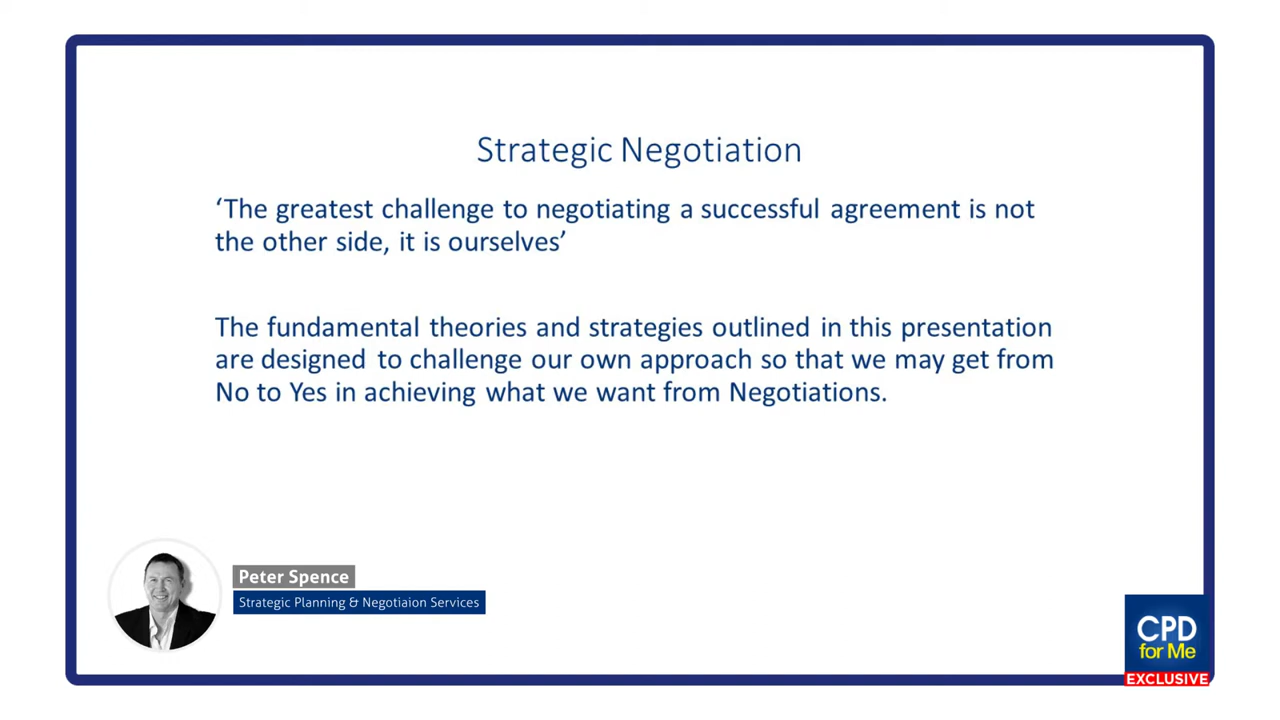 Strategic Negotiation
‘The greatest challenge to negotiating a successful agreement is not
the other side, it is ourselves’
The fundamental theories and strategies outlined in this presentation
are designed to challenge our own approach so that we may get from
No to Yes in achieving what we want from Negotiations.
Peter Spence
Strategic Planning & Negotiaion Services
CPD
for Me
EXCLUSIVE